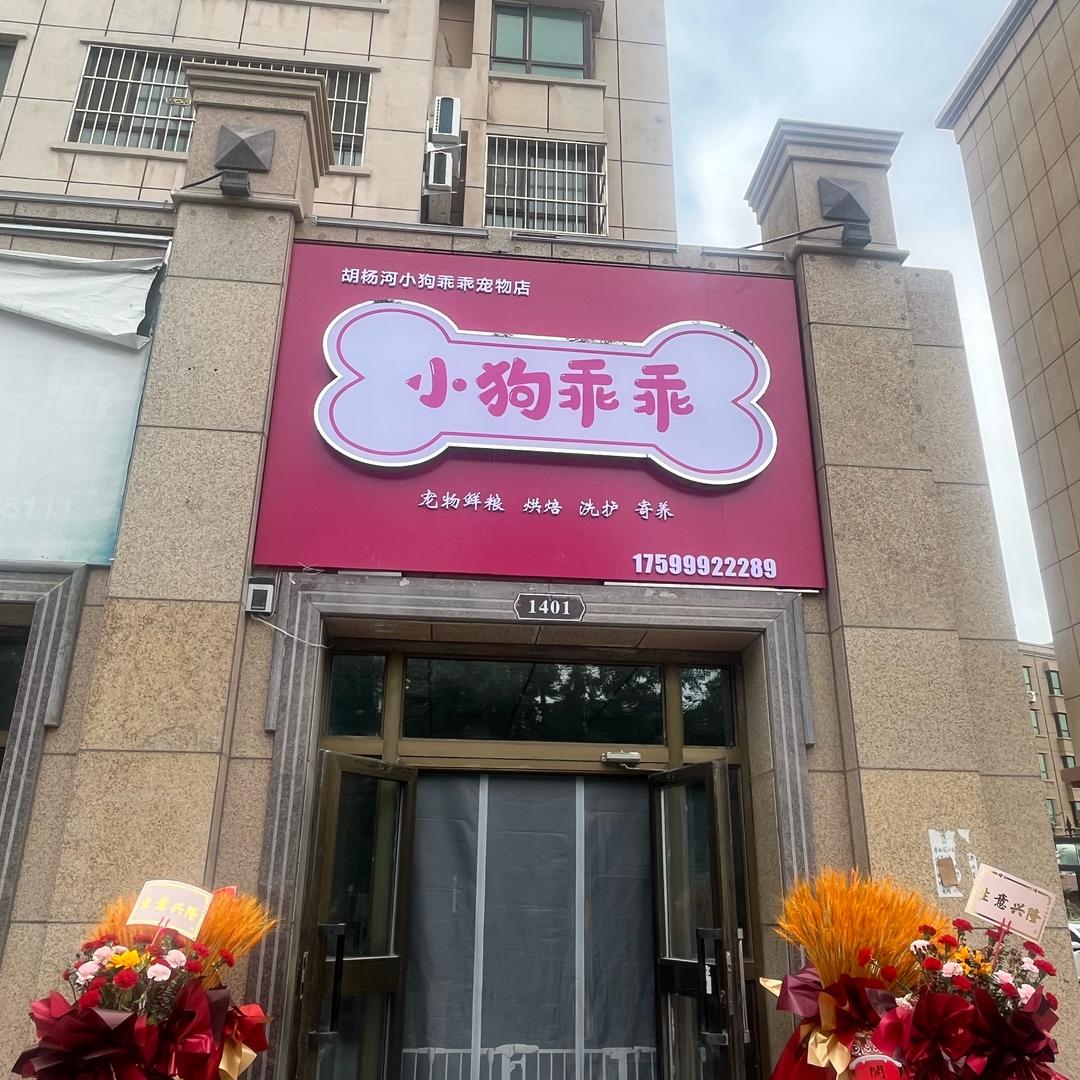 胡杨河小狗乖乖宠物店
小狗乖乖
宠物鲜粮 烘焙 洗护 寄养
17599922289
1401
生意兴隆
生意兴隆